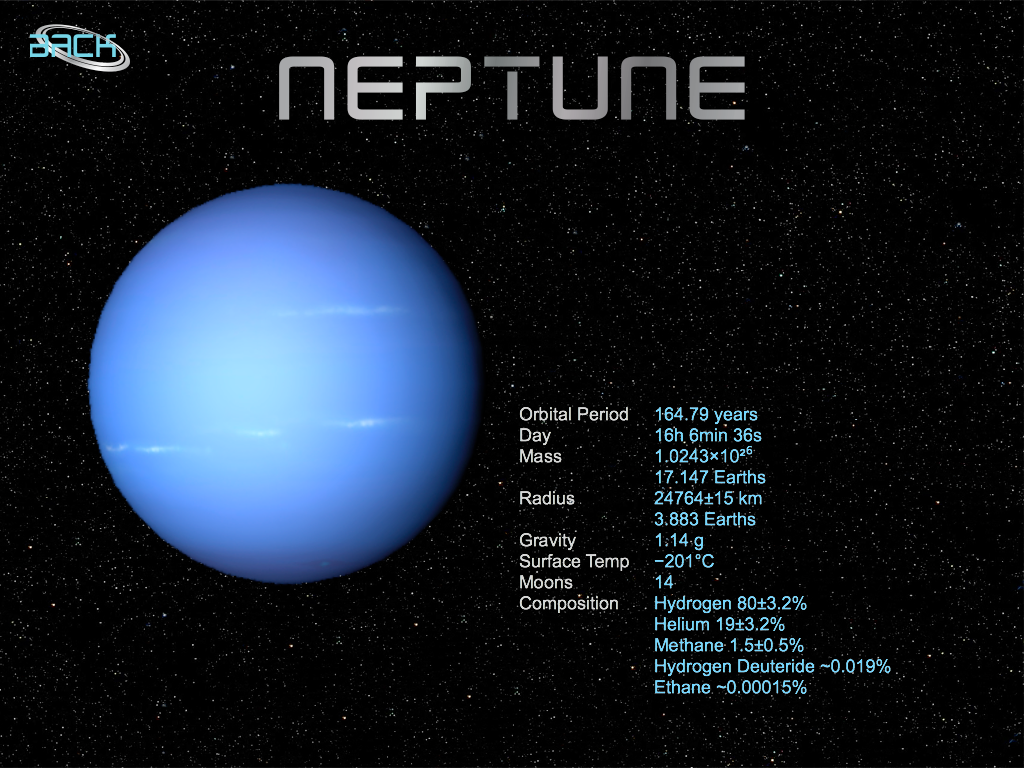 BACK
NEPTUNE
Orbital Period 164.79 years
Day 16h 6min 36s
Mass 1.0243×10²⁶
17.147 Earths
Radius 24764±15 km
3.883 Earths
Gravity 1.14 g
Surface Temp −201°C
Moons 14
Composition Hydrogen 80±3.2%
Helium 19±3.2%
Methane 1.5±0.5%
Hydrogen Deuteride ~0.019%
Ethane ~0.00015%